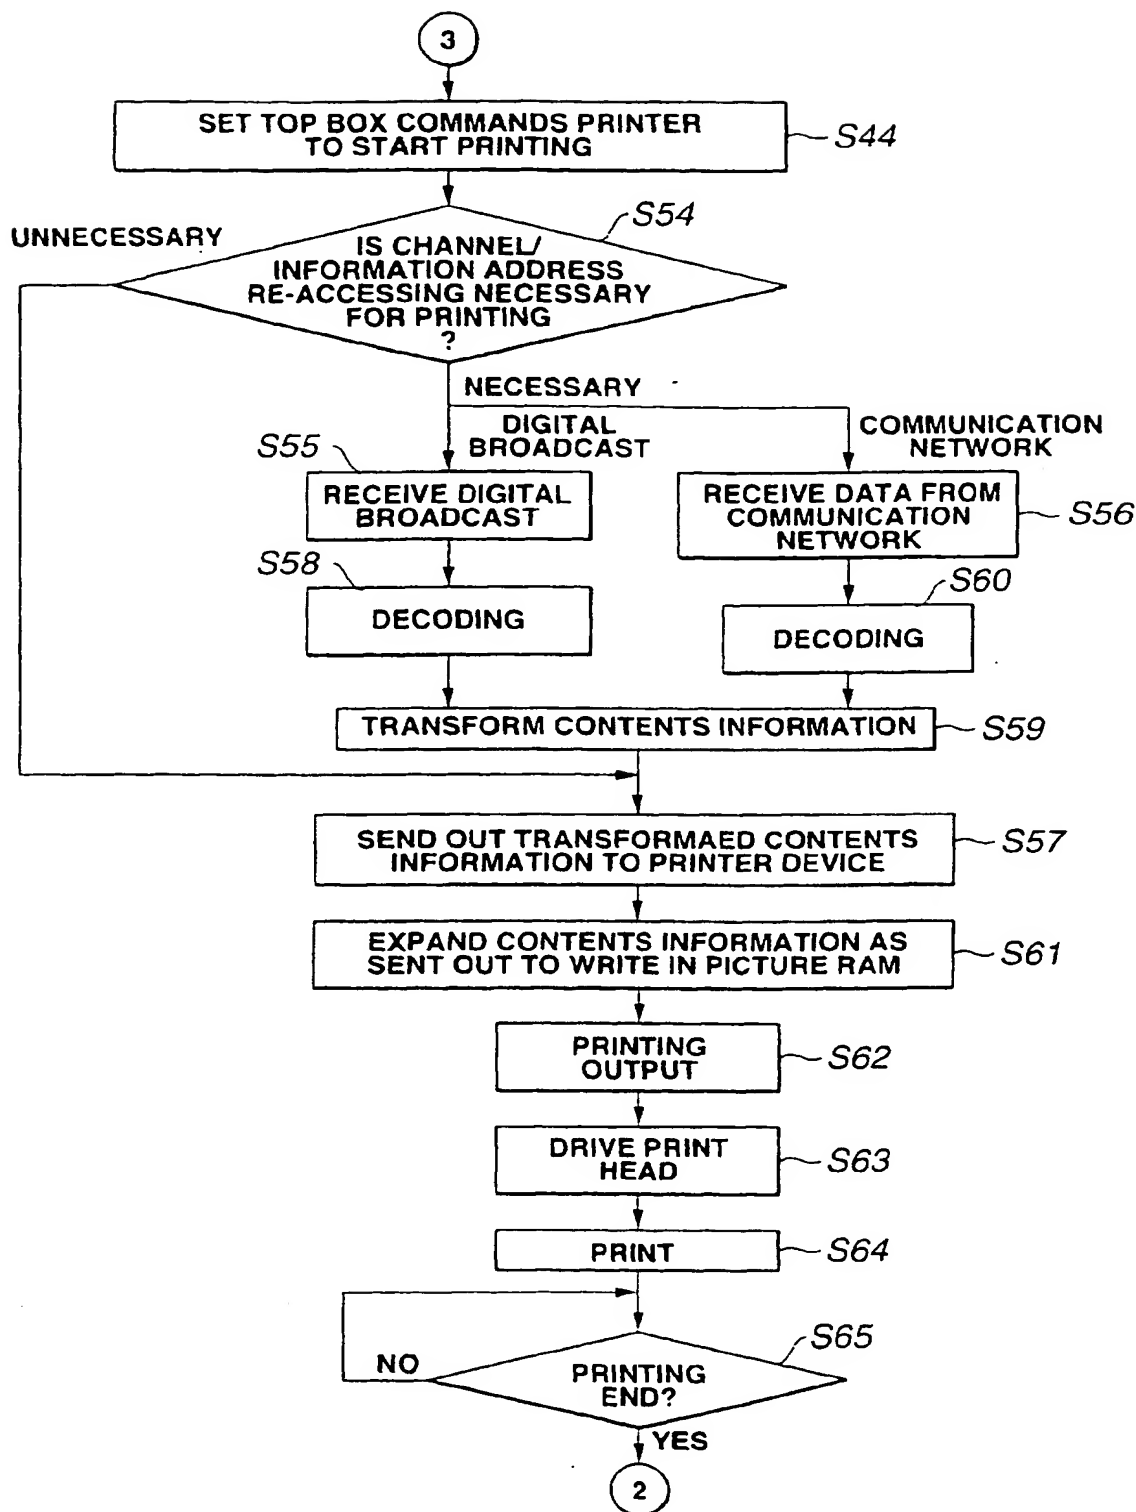 3
SET TOP BOX COMMANDS PRINTER
TO START PRINTING
S44
S54
UNNECESSARY
IS CHANNEL/
INFORMATION ADDRESS
RE-ACCESSING NECESSARY
FOR PRINTING
?
NECESSARY
DIGITAL
BROADCAST
COMMUNICATION
NETWORK
S55
RECEIVE DIGITAL
BROADCAST
RECEIVE DATA FROM
COMMUNICATION
NETWORK
S56
S58
DECODING
S60
DECODING
TRANSFORM CONTENTS INFORMATION
S59
SEND OUT TRANSFORMAED CONTENTS
INFORMATION TO PRINTER DEVICE
S57
EXPAND CONTENTS INFORMATION AS
SENT OUT TO WRITE IN PICTURE RAM
S61
PRINTING
OUTPUT
S62
DRIVE PRINT
HEAD
S63
PRINT
S64
S65
NO
PRINTING
END?
YES
2